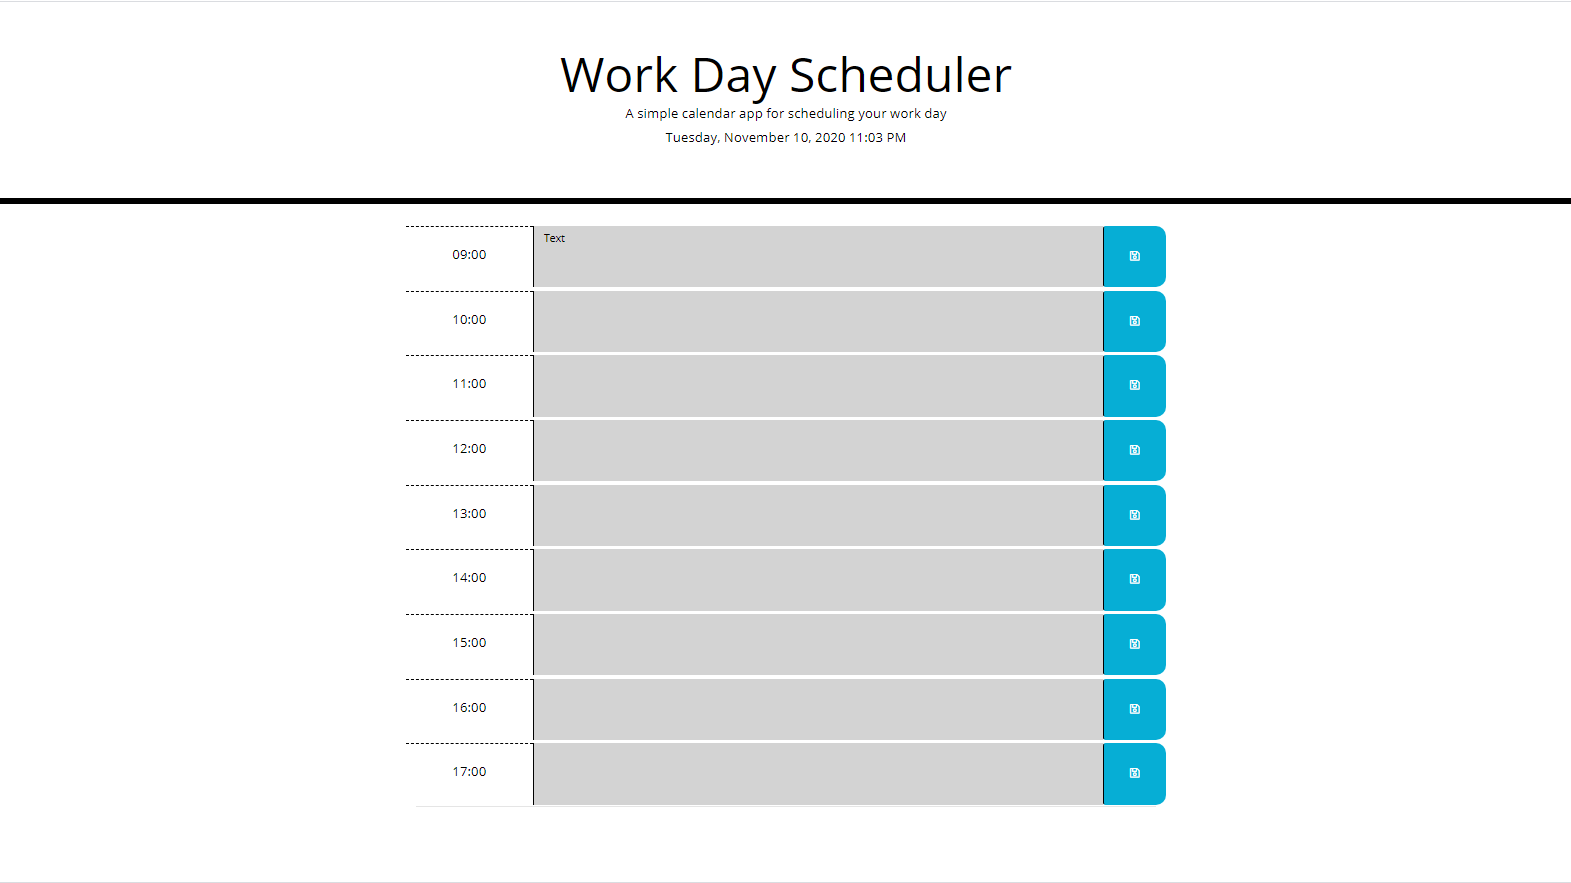 Work Day Scheduler
A simple calendar app for scheduling your work day
Tuesday, November 10, 2020 11:03 PM
09:00 Text
10:00
11:00
12:00
13:00
14:00
15:00
16:00
17:00